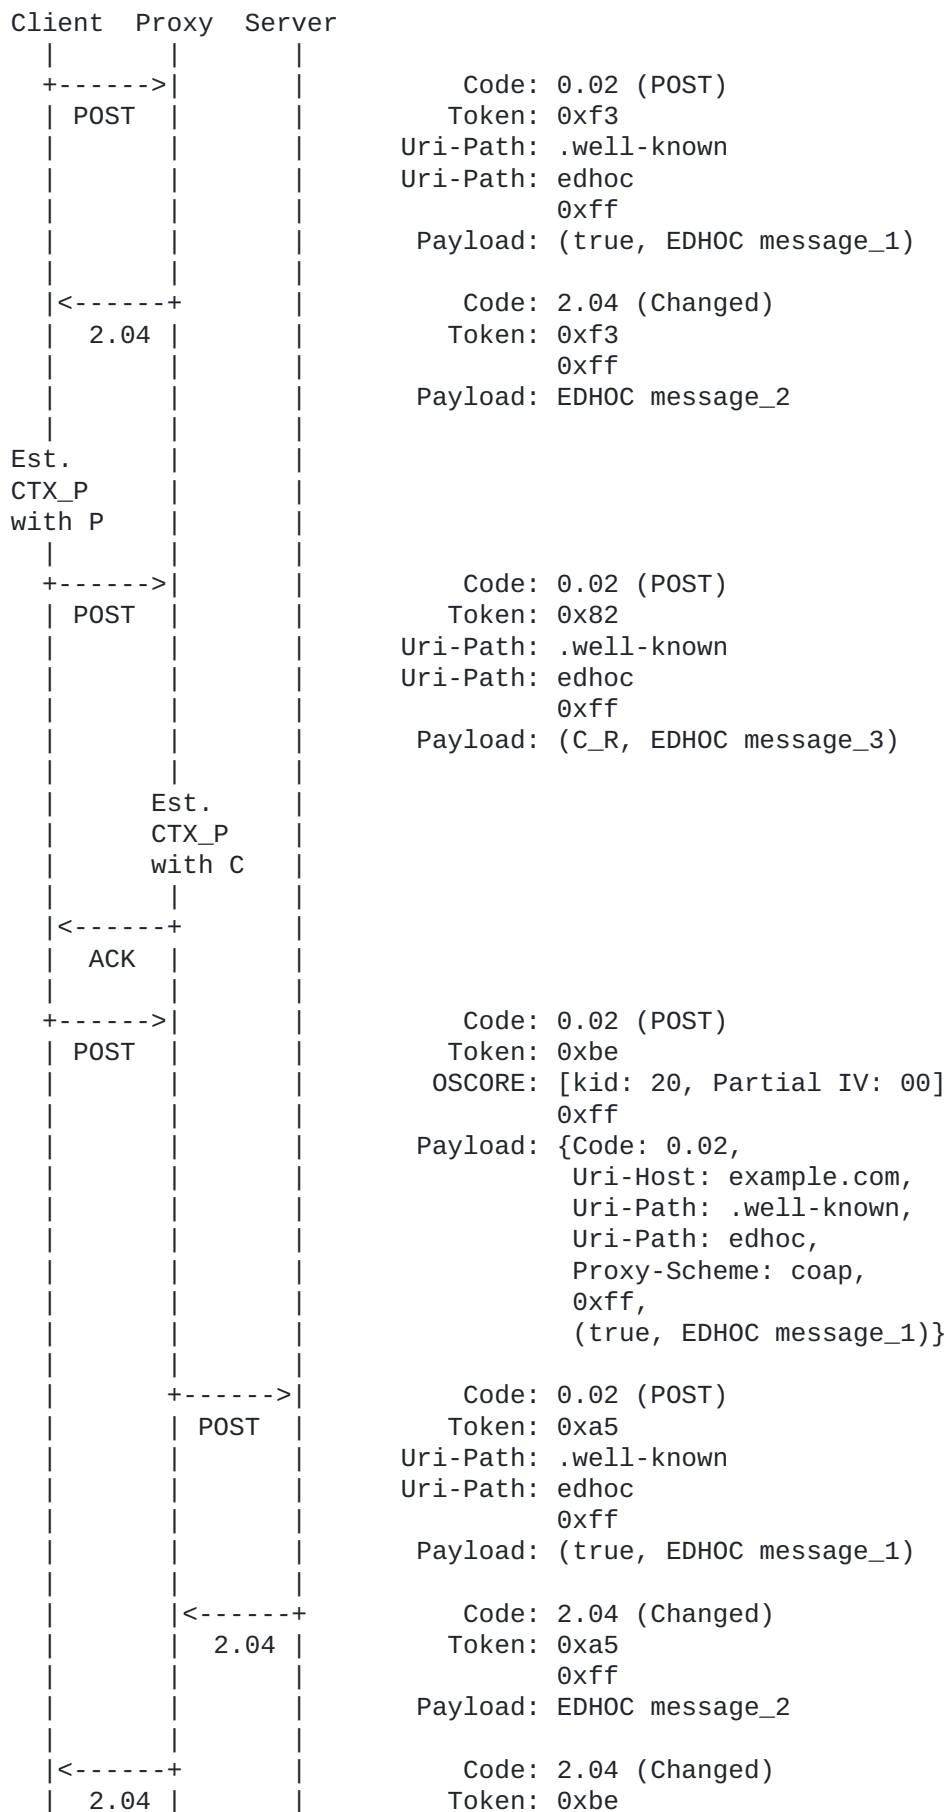 Client  Proxy  Server
  |       |       |
  +------>|       |          Code: 0.02 (POST)
  | POST  |       |         Token: 0xf3
  |       |       |      Uri-Path: .well-known
  |       |       |      Uri-Path: edhoc
  |       |       |                0xff
  |       |       |       Payload: (true, EDHOC message_1)
  |       |       |
  |<------+       |          Code: 2.04 (Changed)
  |  2.04 |       |         Token: 0xf3
  |       |       |                0xff
  |       |       |       Payload: EDHOC message_2
  |       |       |
Est.      |       |
CTX_P     |       |
with P    |       |
  |       |       |
  +------>|       |          Code: 0.02 (POST)
  | POST  |       |         Token: 0x82
  |       |       |      Uri-Path: .well-known
  |       |       |      Uri-Path: edhoc
  |       |       |                0xff
  |       |       |       Payload: (C_R, EDHOC message_3)
  |       |       |
  |      Est.     |
  |      CTX_P    |
  |      with C   |
  |       |       |
  |<------+       |
  |  ACK  |       |
  |       |       |
  +------>|       |          Code: 0.02 (POST)
  | POST  |       |         Token: 0xbe
  |       |       |        OSCORE: [kid: 20, Partial IV: 00]
  |       |       |                0xff
  |       |       |       Payload: {Code: 0.02,
  |       |       |                 Uri-Host: example.com,
  |       |       |                 Uri-Path: .well-known,
  |       |       |                 Uri-Path: edhoc,
  |       |       |                 Proxy-Scheme: coap,
  |       |       |                 0xff,
  |       |       |                 (true, EDHOC message_1)}
  |       |       |
  |       +------>|          Code: 0.02 (POST)
  |       | POST  |         Token: 0xa5
  |       |       |      Uri-Path: .well-known
  |       |       |      Uri-Path: edhoc
  |       |       |                0xff
  |       |       |       Payload: (true, EDHOC message_1)
  |       |       |
  |       |<------+          Code: 2.04 (Changed)
  |       |  2.04 |         Token: 0xa5
  |       |       |                0xff
  |       |       |       Payload: EDHOC message_2
  |       |       |
  |<------+       |          Code: 2.04 (Changed)
  |  2.04 |       |         Token: 0xbe